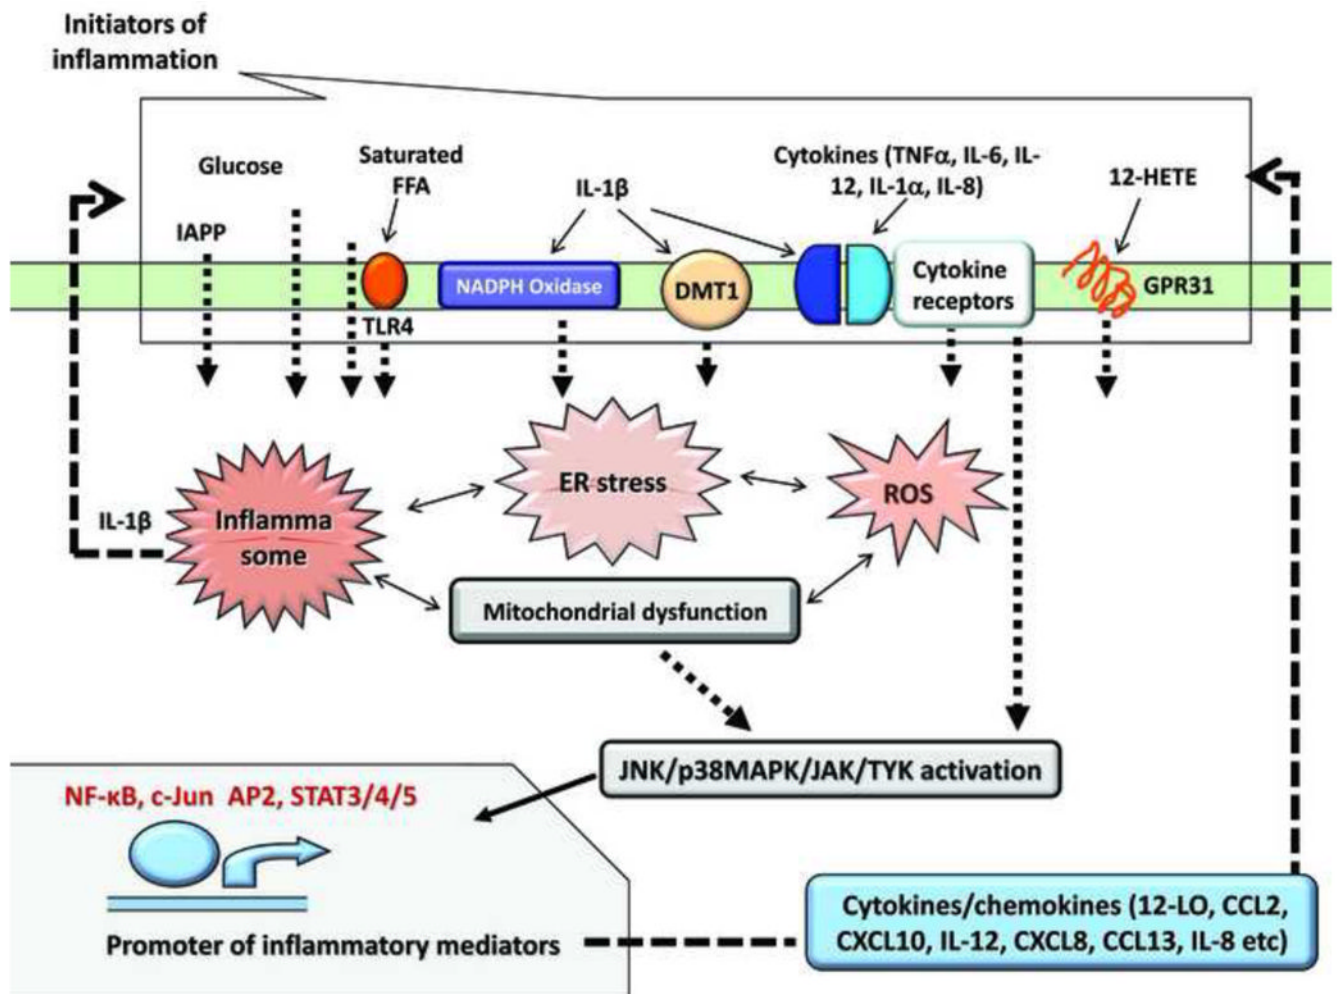 Initiators of
inflammation
Glucose
Saturated
FFA
IL-1β
Cytokines (TNFα, IL-6, IL-
12, IL-1α, IL-8)
12-HETE
IAPP
TLR4
NADPH Oxidase
DMT1
Cytokine
receptors
GPR31
IL-1β
Inflamma
some
ER stress
ROS
Mitochondrial dysfunction
JNK/p38MAPK/JAK/TYK activation
NF-κB, c-Jun AP2, STAT3/4/5
Promoter of inflammatory mediators
Cytokines/chemokines (12-LO, CCL2,
CXCL10, IL-12, CXCL8, CCL13, IL-8 etc)